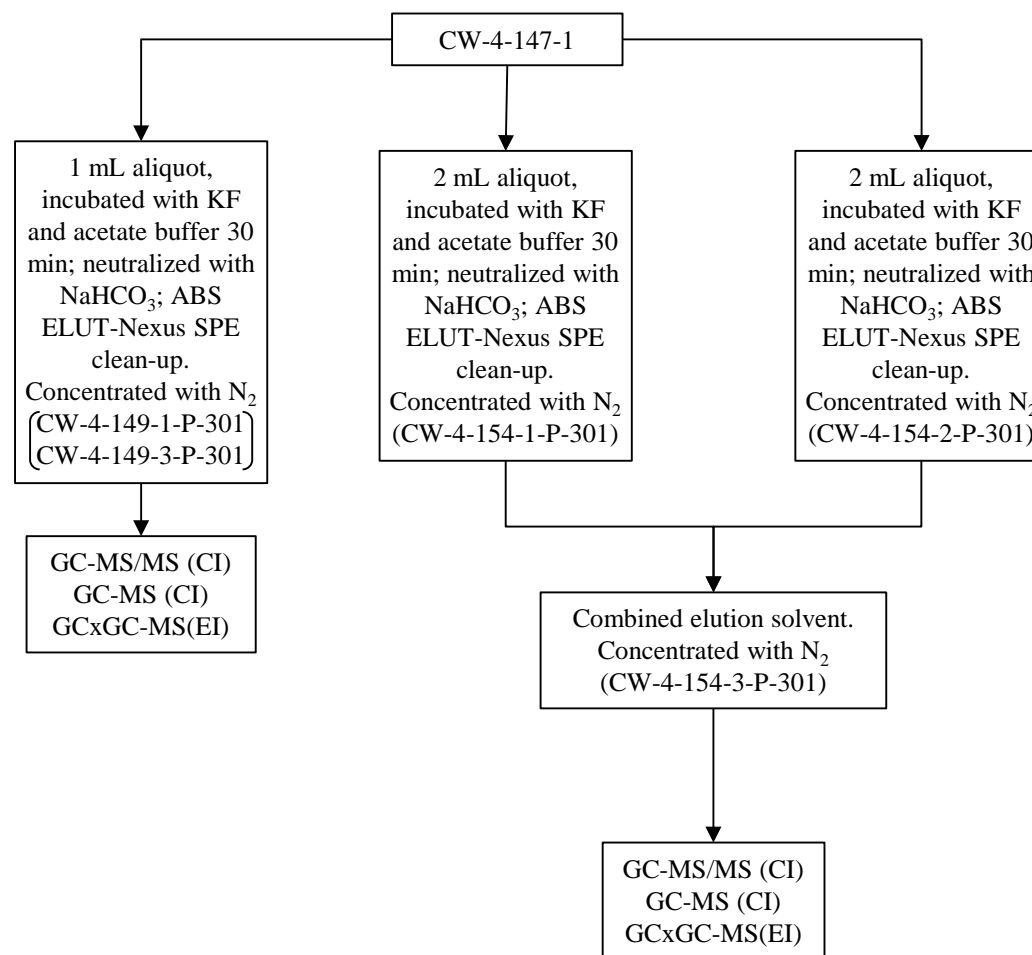 CW-4-147-1
1 mL aliquot,
incubated with KF
and acetate buffer 30
min; neutralized with
NaHCO₃; ABS
ELUT-Nexus SPE
clean-up.
Concentrated with N₂
(CW-4-149-1-P-301)
(CW-4-149-3-P-301)
2 mL aliquot,
incubated with KF
and acetate buffer 30
min; neutralized with
NaHCO₃; ABS
ELUT-Nexus SPE
clean-up.
Concentrated with N₂
(CW-4-154-1-P-301)
2 mL aliquot,
incubated with KF
and acetate buffer 30
min; neutralized with
NaHCO₃; ABS
ELUT-Nexus SPE
clean-up.
Concentrated with N₂
(CW-4-154-2-P-301)
GC-MS/MS (CI)
GC-MS (CI)
GCxGC-MS(EI)
Combined elution solvent.
Concentrated with N₂
(CW-4-154-3-P-301)
GC-MS/MS (CI)
GC-MS (CI)
GCxGC-MS(EI)